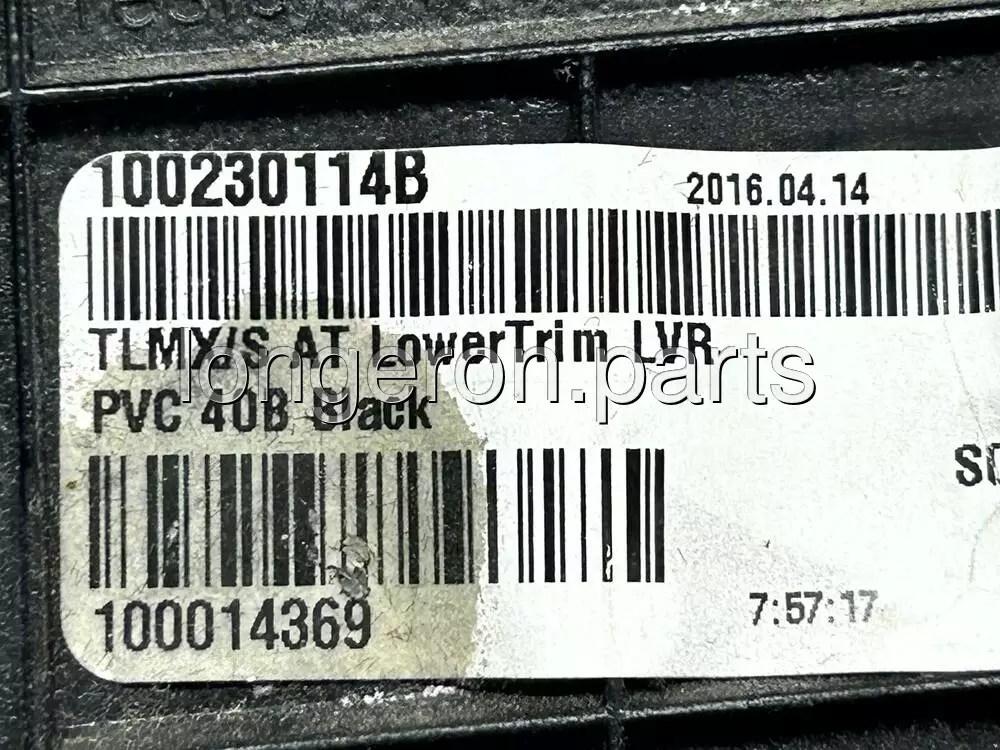 100230114B 2016.04.14
TLMX/S AT LowerTrim LVR
longeron.parts
PVC 40B Black
100014369 7:57:17